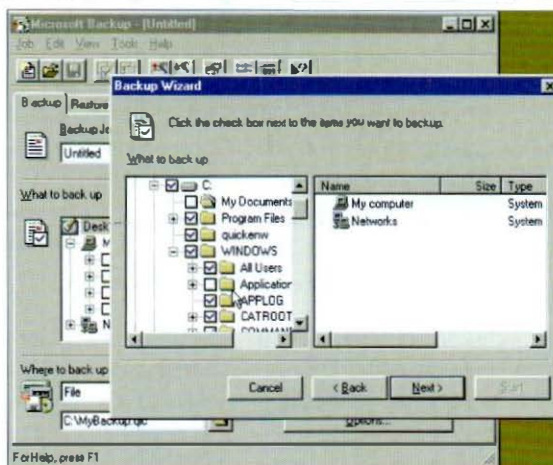 Microsoft Backup - [Untitled]
Job Edit View Tools Help
Backup Restore
Backup Jo
Untitled
What to back up
Desk
M
N
Where to back up
File
C:\MyBackup.qic
Options...
For Help, press F1
Backup Wizard
Click the check box next to the items you want to backup.
What to back up
C:
My Documents
Program Files
quickenw
WINDOWS
All Users
Application
APPLOG
CATROOT
COMMAN
Name Size Type
My computer System
Networks System
Cancel < Back Next > Start